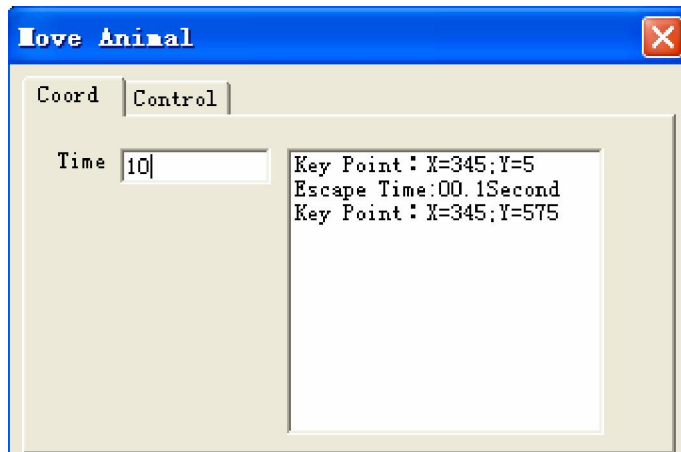 Move Animal
Coord Control
Time 10
Key Point：X=345;Y=5
Escape Time:00.1Second
Key Point：X=345;Y=575